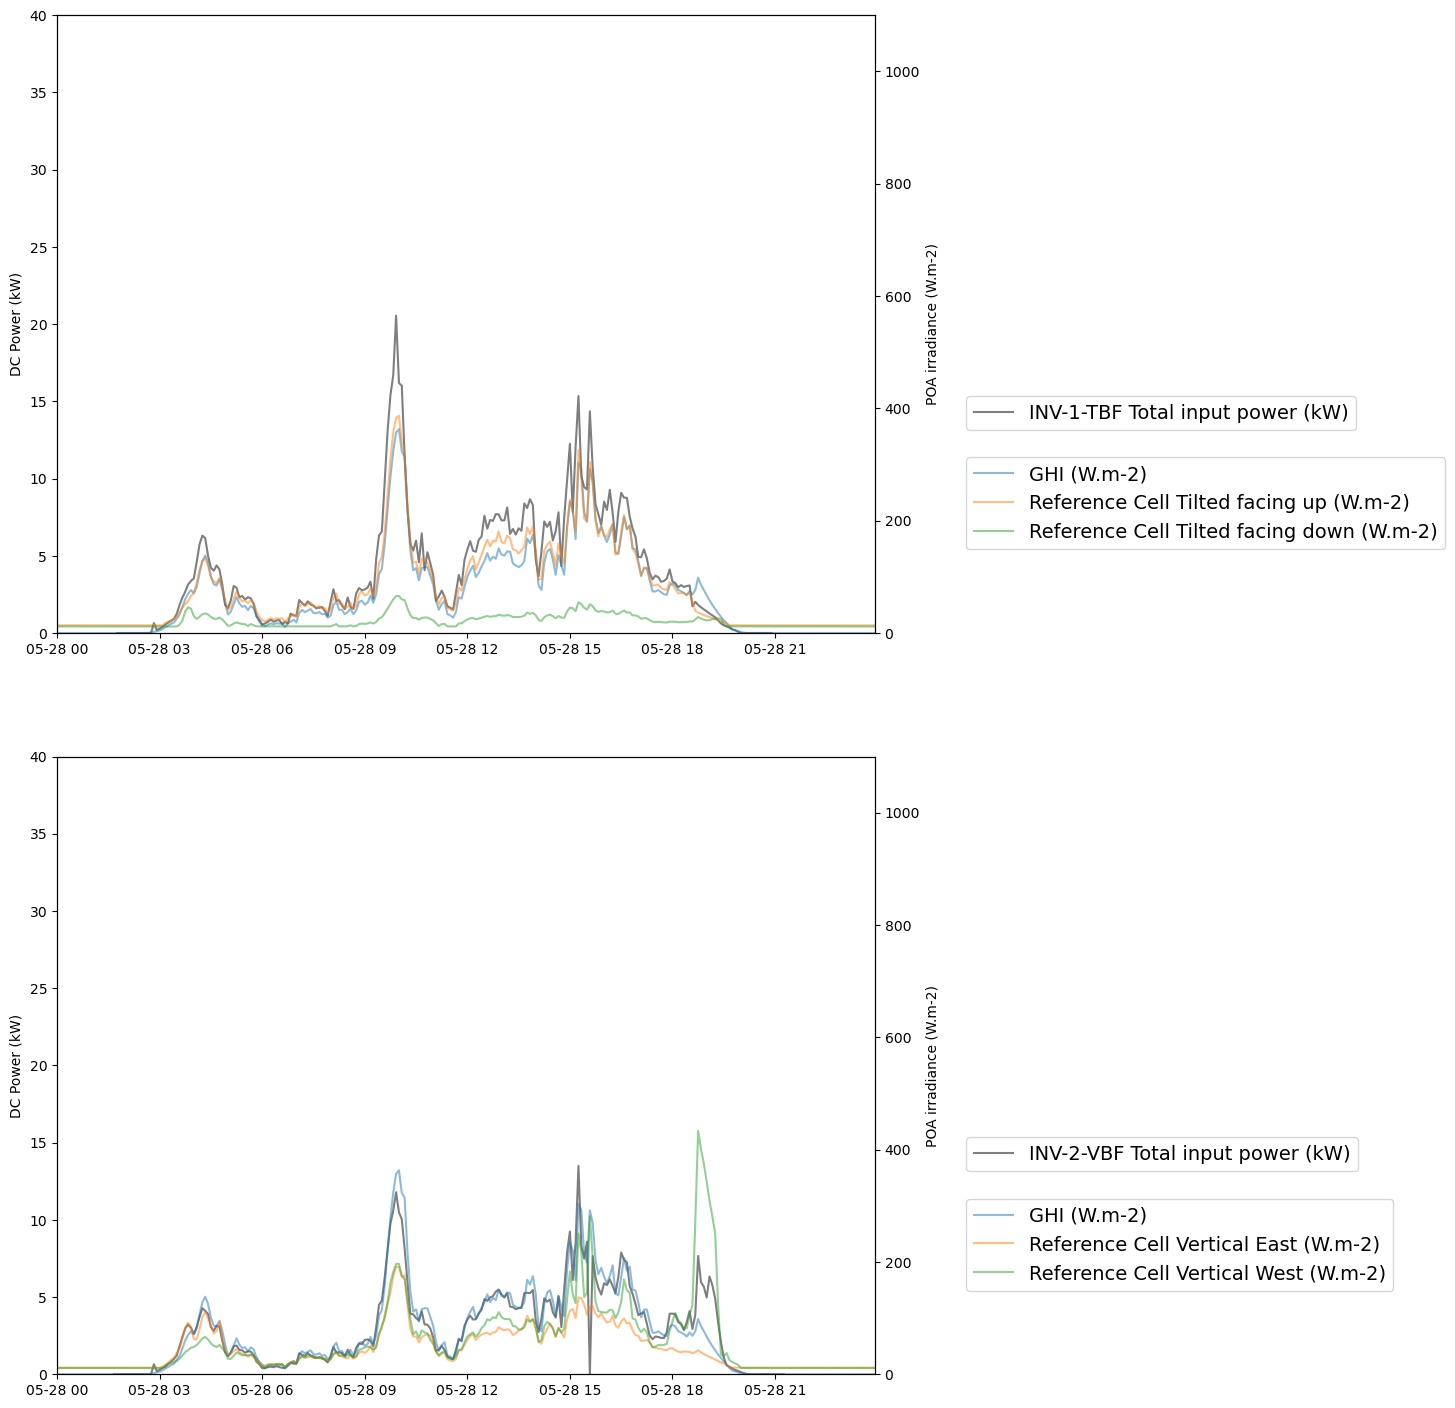 40
35
30
25
20
15
10
5
0
DC Power (kW)
1000
800
600
400
200
0
POA irradiance (W.m-2)
05-28 00 05-28 03 05-28 06 05-28 09 05-28 12 05-28 15 05-28 18 05-28 21
INV-1-TBF Total input power (kW)
GHI (W.m-2)
Reference Cell Tilted facing up (W.m-2)
Reference Cell Tilted facing down (W.m-2)
40
35
30
25
20
15
10
5
0
DC Power (kW)
1000
800
600
400
200
0
POA irradiance (W.m-2)
05-28 00 05-28 03 05-28 06 05-28 09 05-28 12 05-28 15 05-28 18 05-28 21
INV-2-VBF Total input power (kW)
GHI (W.m-2)
Reference Cell Vertical East (W.m-2)
Reference Cell Vertical West (W.m-2)